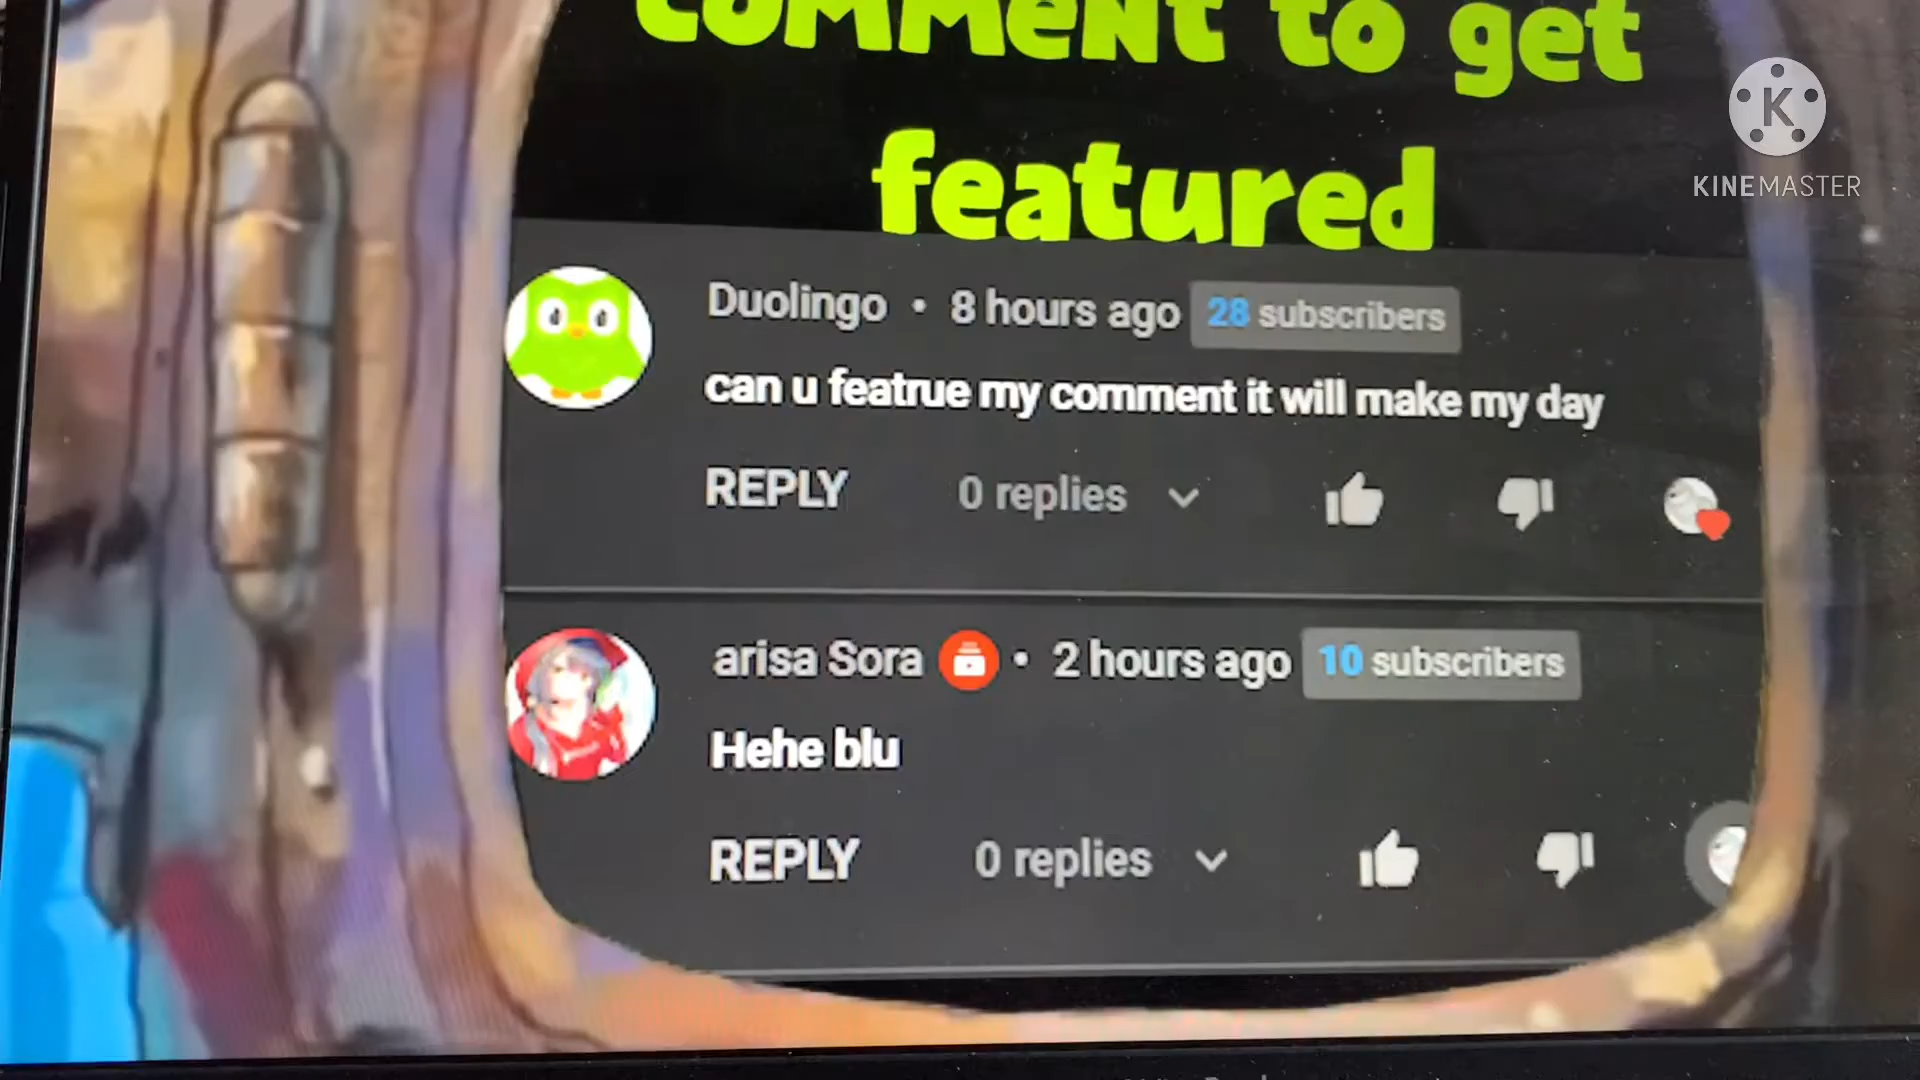 comment to get
featured
K
KINEMASTER
Duolingo • 8 hours ago 28 subscribers
can u featrue my comment it will make my day
REPLY 0 replies
arisa Sora • 2 hours ago 10 subscribers
Hehe blu
REPLY 0 replies